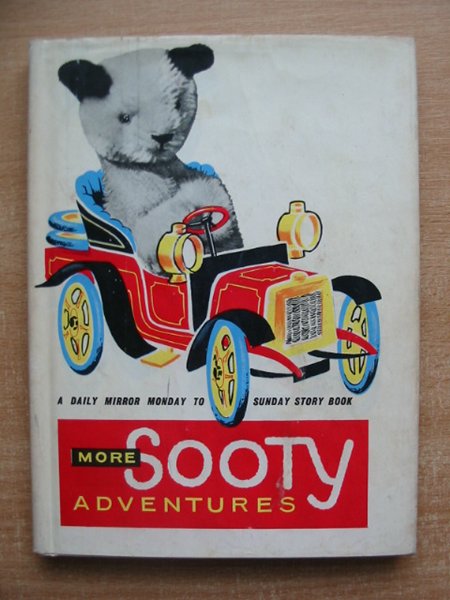 A DAILY MIRROR MONDAY TO SUNDAY STORY BOOK
MORE SOOTY
ADVENTURES